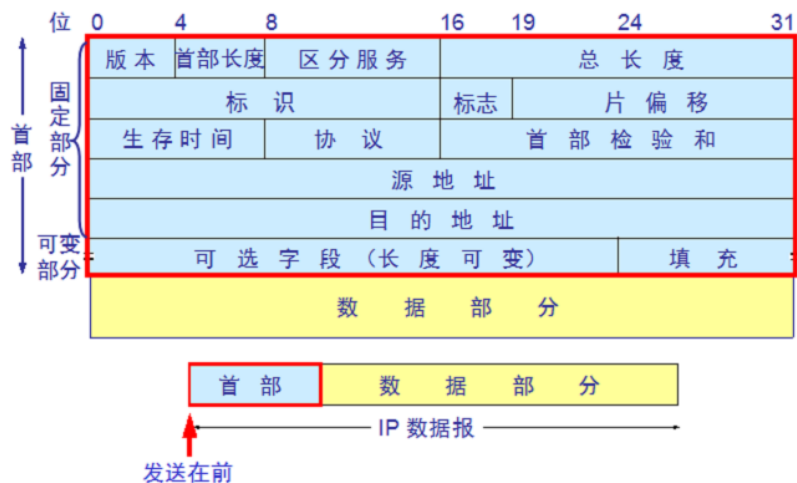 位 0 4 8 16 19 24 31
版 本 首部长度 区 分 服 务 总 长 度
标 识 标志 片 偏 移
生 存 时 间 协 议 首 部 检 验 和
源 地 址
目 的 地 址
可 选 字 段 （长 度 可 变） 填 充
数 据 部 分
首部
固定部分
可变部分
首 部 数 据 部 分
IP 数据报
发送在前